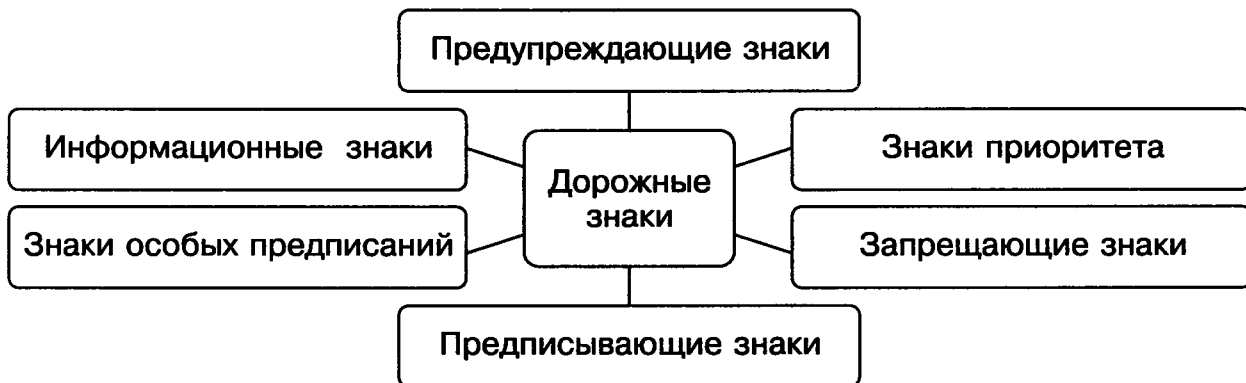 Предупреждающие знаки
Информационные знаки
Знаки приоритета
Дорожные
знаки
Знаки особых предписаний
Запрещающие знаки
Предписывающие знаки